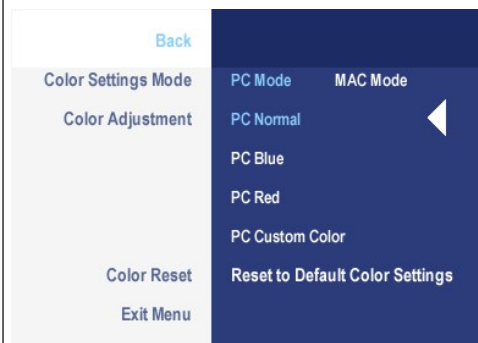 Back
Color Settings Mode PC Mode MAC Mode
Color Adjustment PC Normal
PC Blue
PC Red
PC Custom Color
Color Reset Reset to Default Color Settings
Exit Menu